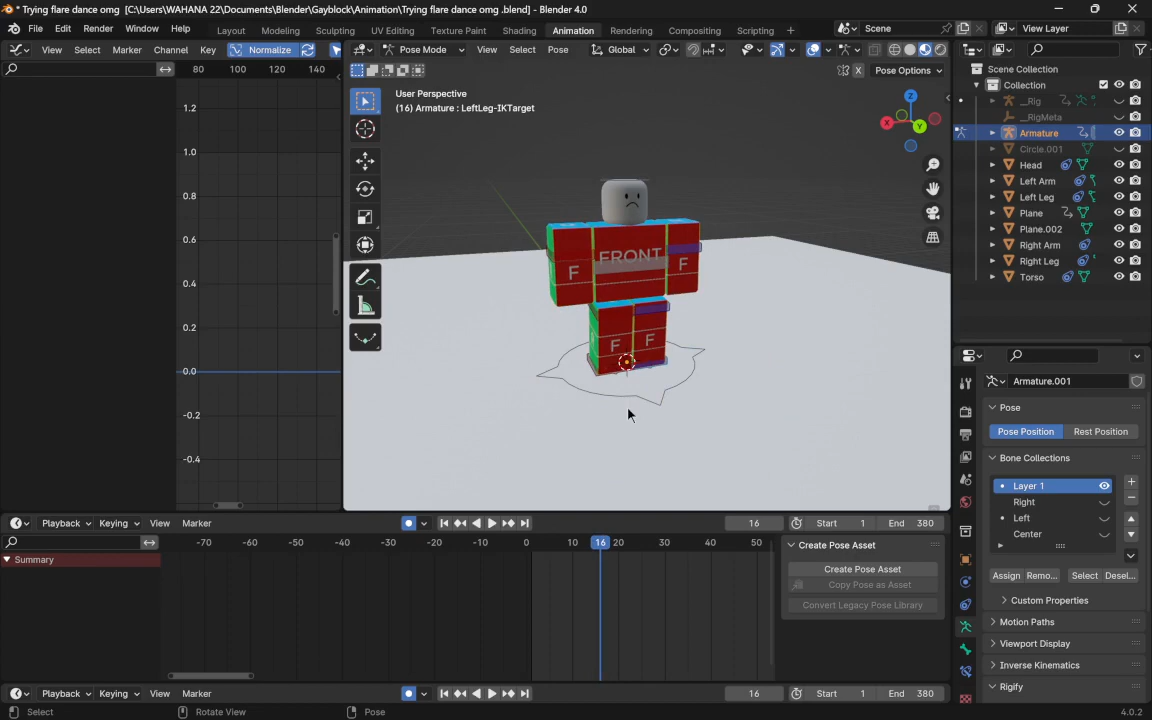 * Trying flare dance omg  [C:\Users\WAHANA 22\Documents\Blender\Gayblock\Animation\Trying flare dance omg .blend] - Blender 4.0
File Edit Render Window Help Layout Modeling Sculpting UV Editing Texture Paint Shading Animation Rendering Compositing Scripting + Scene View Layer
View Select Marker Channel Key Normalize Pose Mode View Select Pose Global
80 100 120 140
X Pose Options
User Perspective
(16) Armature : LeftLeg-IKTarget
Z
X
Y
1.2
1.0
0.8
0.6
0.4
0.2
0.0
-0.2
-0.4
FRONT
F
F
F
F
Scene Collection
Collection
__Rig
__RigMeta
Armature
Circle.001
Head
Left Arm
Left Leg
Plane
Plane.002
Right Arm
Right Leg
Torso
Armature.001
Pose
Pose Position Rest Position
Bone Collections
Layer 1
Right
Left
Center
Assign Remo... Select Desel...
Custom Properties
Motion Paths
Viewport Display
Inverse Kinematics
Rigify
Playback Keying View Marker 16 Start 1 End 380
-70 -60 -50 -40 -30 -20 -10 0 10 16 20 30 40 50
Summary
Create Pose Asset
Create Pose Asset
Copy Pose as Asset
Convert Legacy Pose Library
Playback Keying View Marker 16 Start 1 End 380
Select Rotate View Pose 4.0.2